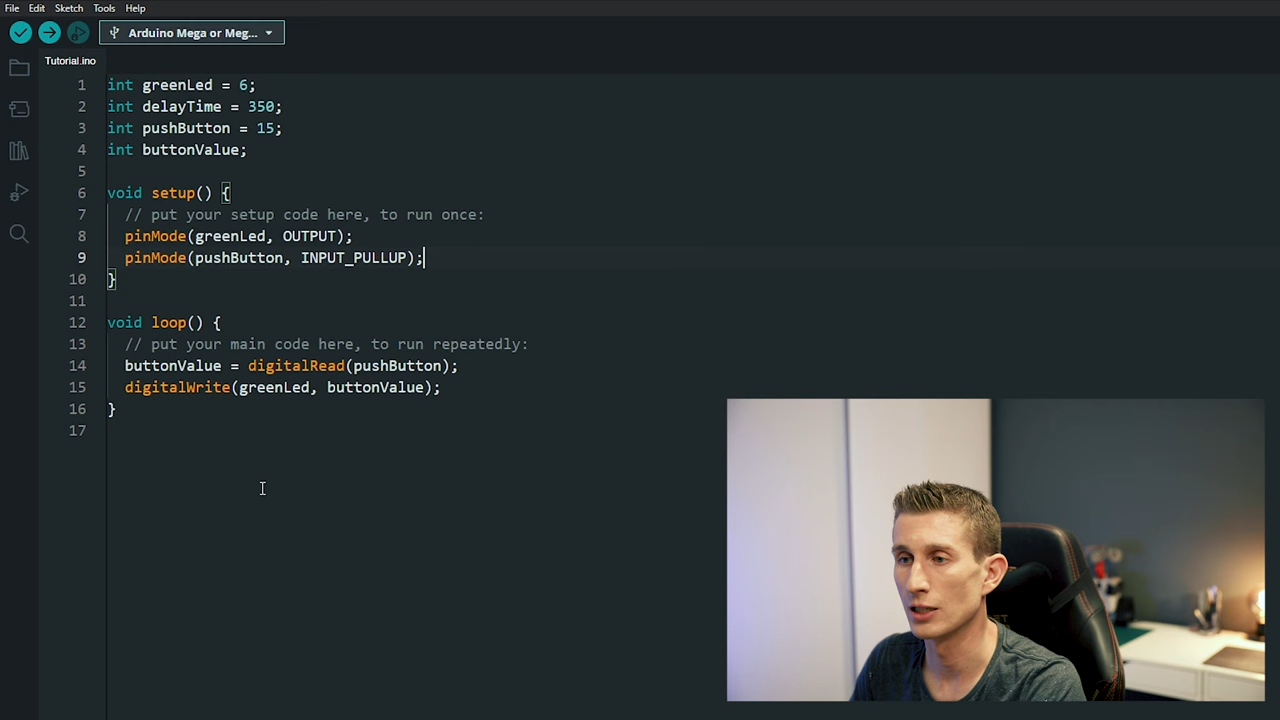 File Edit Sketch Tools Help
Arduino Mega or Meg...
Tutorial.ino
1 int greenLed = 6;
2 int delayTime = 350;
3 int pushButton = 15;
4 int buttonValue;
5
6 void setup() {
7 // put your setup code here, to run once:
8 pinMode(greenLed, OUTPUT);
9 pinMode(pushButton, INPUT_PULLUP);
10 }
11
12 void loop() {
13 // put your main code here, to run repeatedly:
14 buttonValue = digitalRead(pushButton);
15 digitalWrite(greenLed, buttonValue);
16 }
17